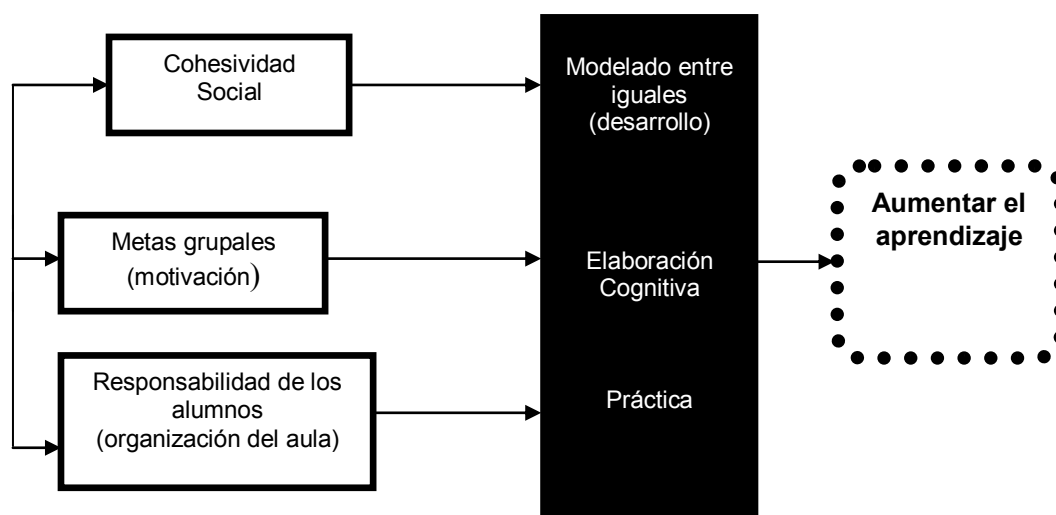 Cohesividad
Social
Metas grupales
(motivación)
Responsabilidad de los
alumnos
(organización del aula)
Modelado entre
iguales
(desarrollo)
Elaboración
Cognitiva
Práctica
Aumentar el
aprendizaje